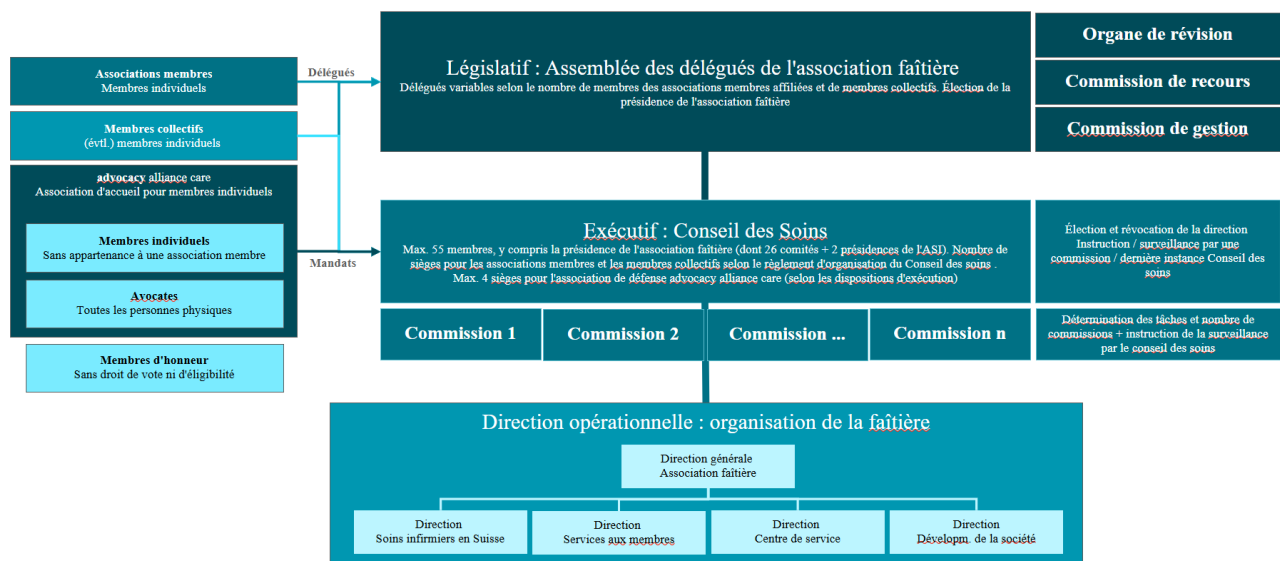 Associations membres
Membres individuels
Membres collectifs
(évtl.) membres individuels
advocacy alliance care
Association d'accueil pour membres individuels
Membres individuels
Sans appartenance à une association membre
Avocates
Toutes les personnes physiques
Membres d'honneur
Sans droit de vote ni d'éligibilité
Délégués
Mandats
Législatif : Assemblée des délégués de l'association faîtière
Délégués variables selon le nombre de membres des associations membres affiliées et de membres collectifs. Élection de la
présidence de l'association faîtière
Organe de révision
Commission de recours
Commission de gestion
Exécutif : Conseil des Soins
Max. 55 membres, y compris la présidence de l'association faîtière (dont 26 comités + 2 présidences de l'ASI). Nombre de
sièges pour les associations membres et les membres collectifs selon le règlement d'organisation du Conseil des soins .
Max. 4 sièges pour l'association de défense advocacy alliance care (selon les dispositions d'exécution)
Élection et révocation de la direction
Instruction / surveillance par une
commission / dernière instance Conseil des
soins
Commission 1
Commission 2
Commission ...
Commission n
Détermination des tâches et nombre de
commissions + instruction de la surveillance
par le conseil des soins
Direction opérationnelle : organisation de la faîtière
Direction générale
Association faîtière
Direction
Soins infirmiers en Suisse
Direction
Services aux membres
Direction
Centre de service
Direction
Développm. de la société